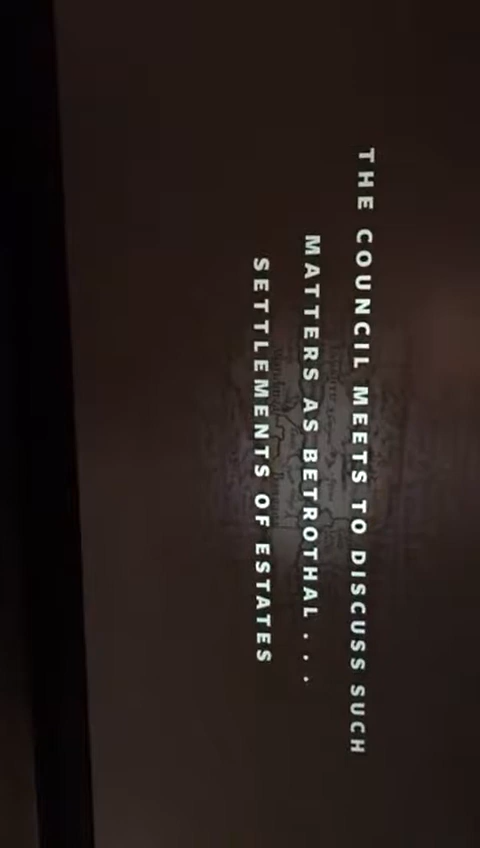 THE COUNCIL MEETS TO DISCUSS SUCH
MATTERS AS BETROTHAL . . .
SETTLEMENTS OF ESTATES